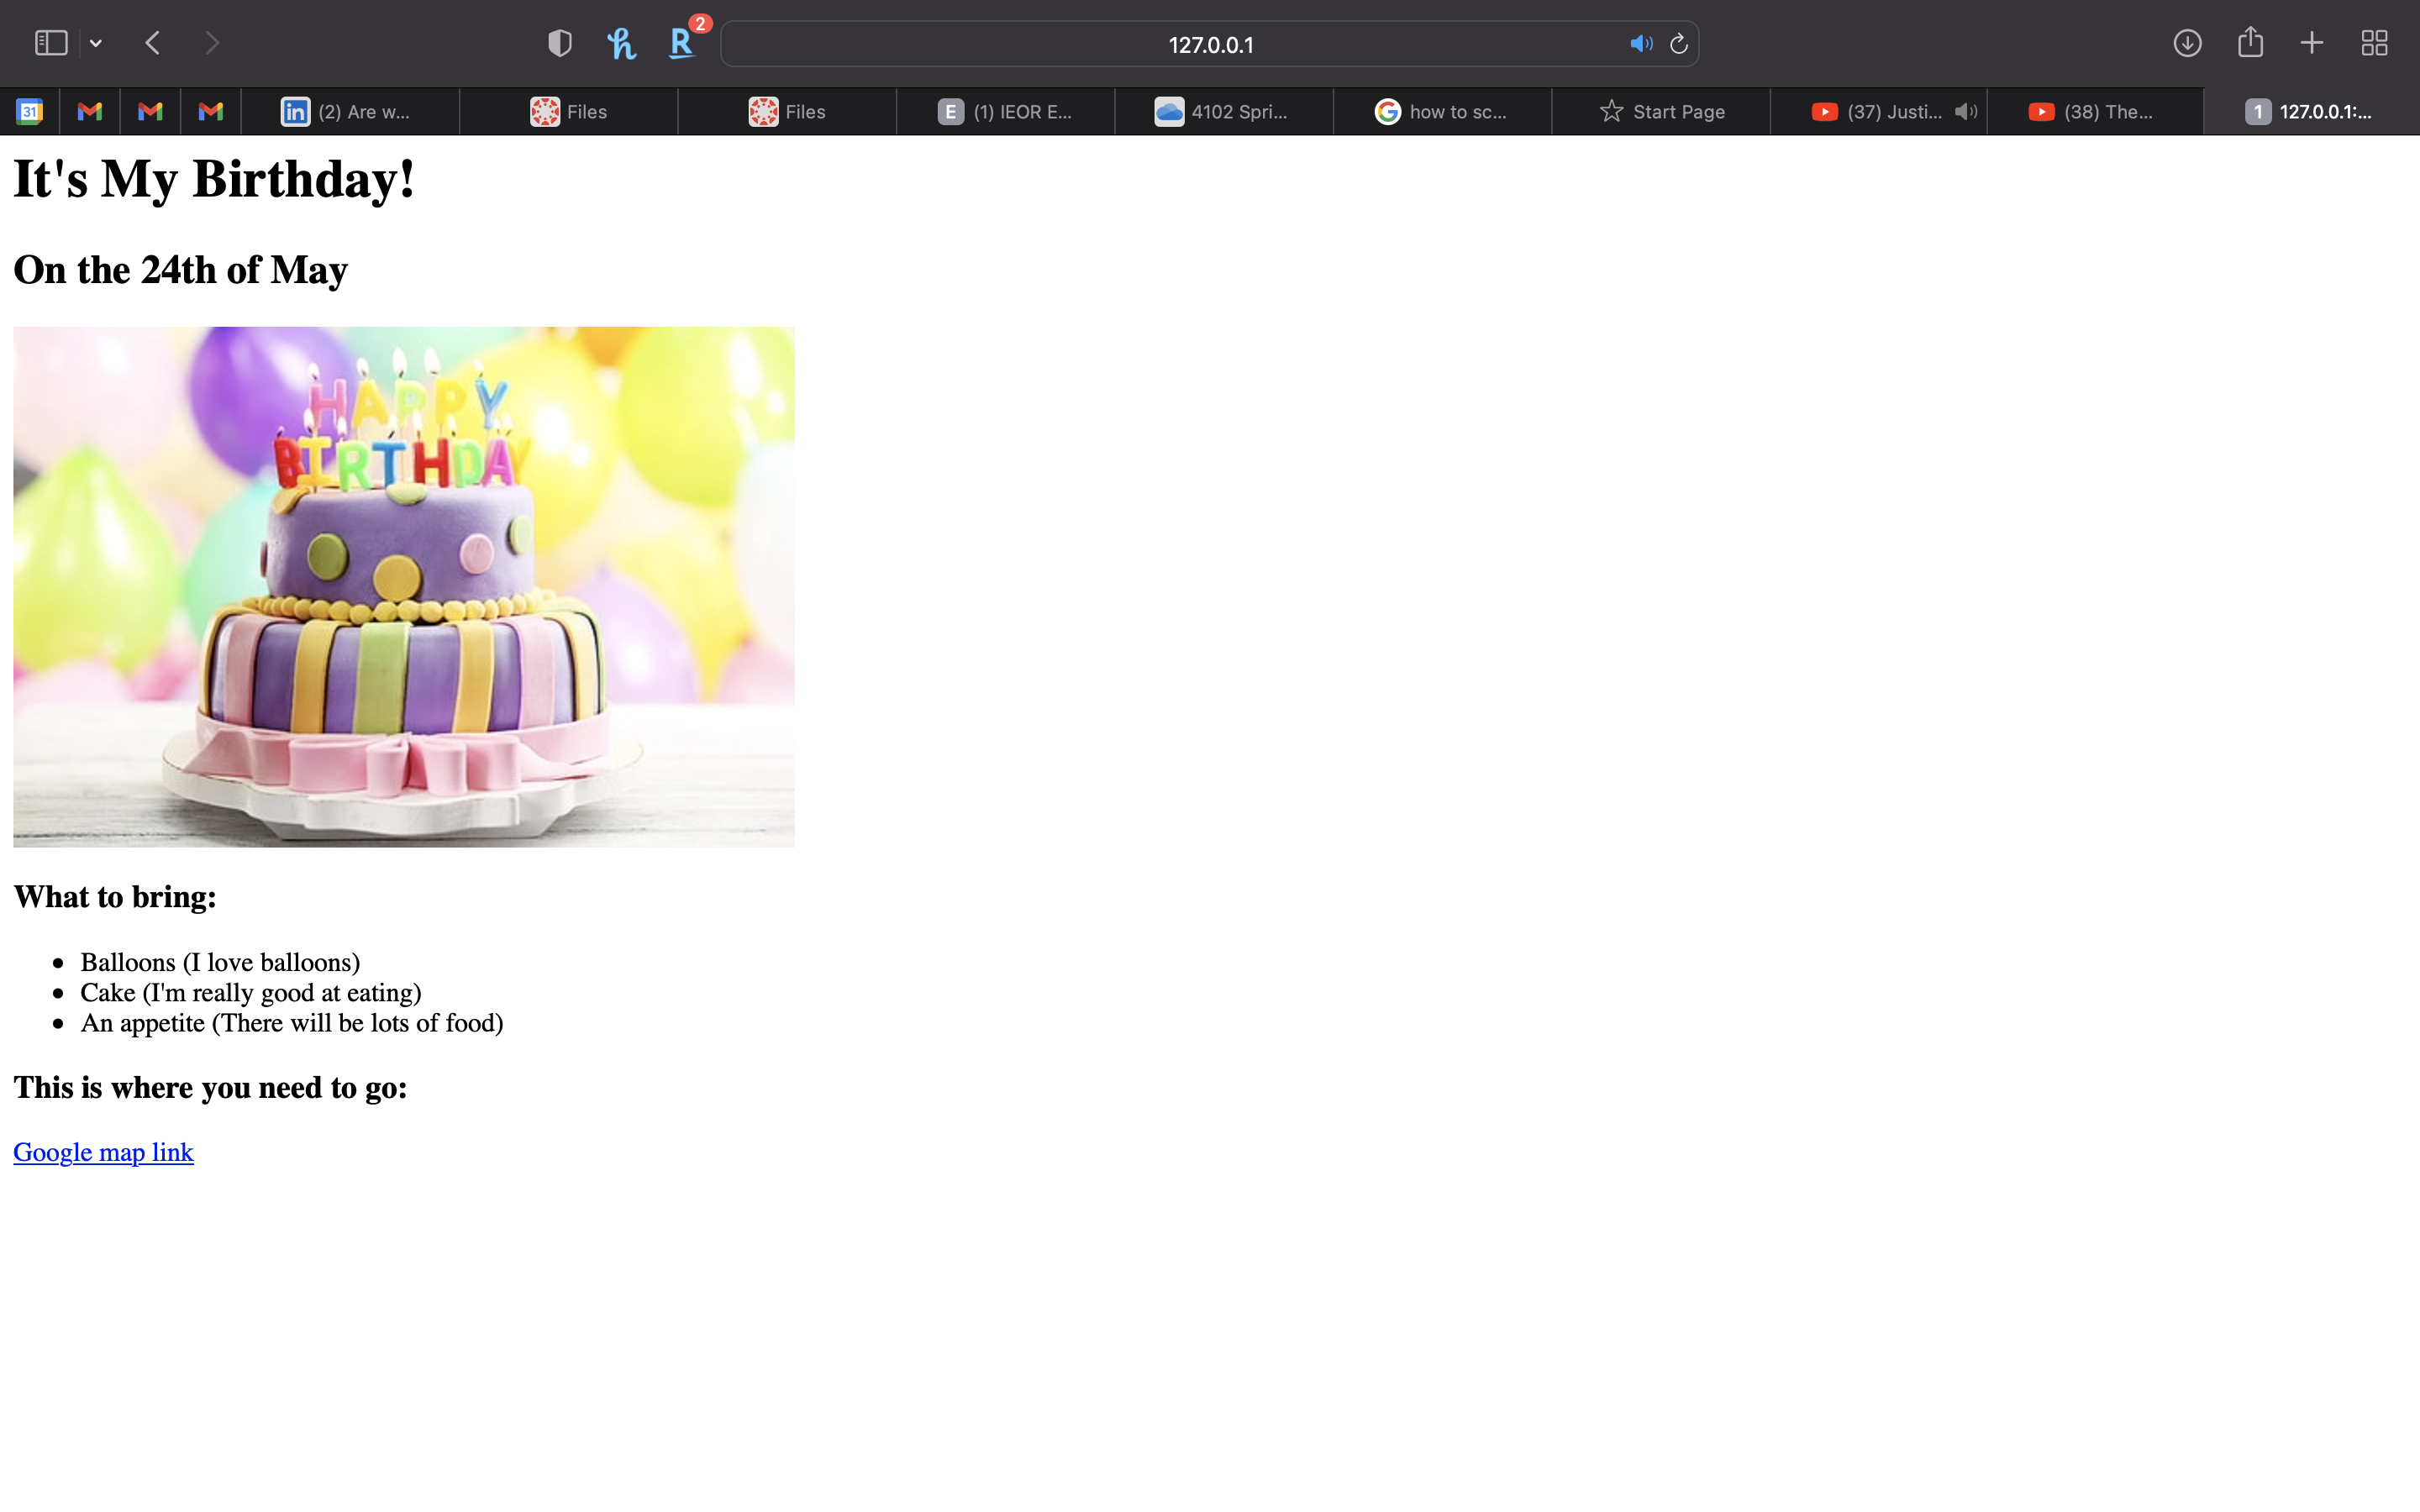 2
127.0.0.1
31
(2) Are w...
Files
Files
E
(1) IEOR E...
4102 Spri...
how to sc...
Start Page
(37) Justi...
(38) The...
1
127.0.0.1:...
It's My Birthday!
On the 24th of May
HAPPY
BIRTHDAY
What to bring:
Balloons (I love balloons)
Cake (I'm really good at eating)
An appetite (There will be lots of food)
This is where you need to go:
Google map link